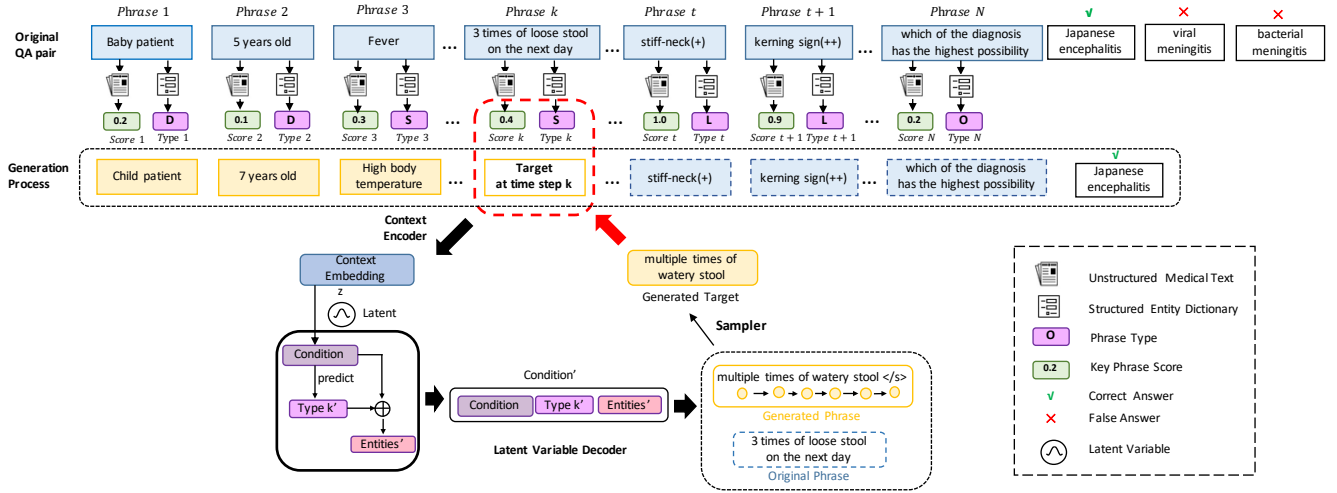 Phrase 1
Phrase 2
Phrase 3
Phrase k
Phrase t
Phrase t + 1
Phrase N
√
×
×
Original
QA pair
Baby patient
5 years old
Fever
...
3 times of loose stool
on the next day
...
stiff-neck(+)
kerning sign(++)
...
which of the diagnosis
has the highest possibility
Japanese
encephalitis
viral
meningitis
bacterial
meningitis
0.2
D
0.1
D
0.3
S
...
0.4
S
...
1.0
L
0.9
L
...
0.2
O
Score 1
Type 1
Score 2
Type 2
Score 3
Type 3
Score k
Type k
Score t
Type t
Score t + 1
Type t + 1
Score N
Type N
Generation
Process
Child patient
7 years old
High body
temperature
...
Target
at time step k
...
stiff-neck(+)
kerning sign(++)
...
which of the diagnosis
has the highest possibility
√
Japanese
encephalitis
Context
Encoder
Context
Embedding
z
Latent
Condition
predict
Type k'
Entities'
Condition'
Condition
Type k'
Entities'
Latent Variable Decoder
multiple times of
watery stool
Generated Target
Sampler
multiple times of watery stool </s>
Generated Phrase
3 times of loose stool
on the next day
Original Phrase
Unstructured Medical Text
Structured Entity Dictionary
O
Phrase Type
0.2
Key Phrase Score
√
Correct Answer
×
False Answer
Latent Variable